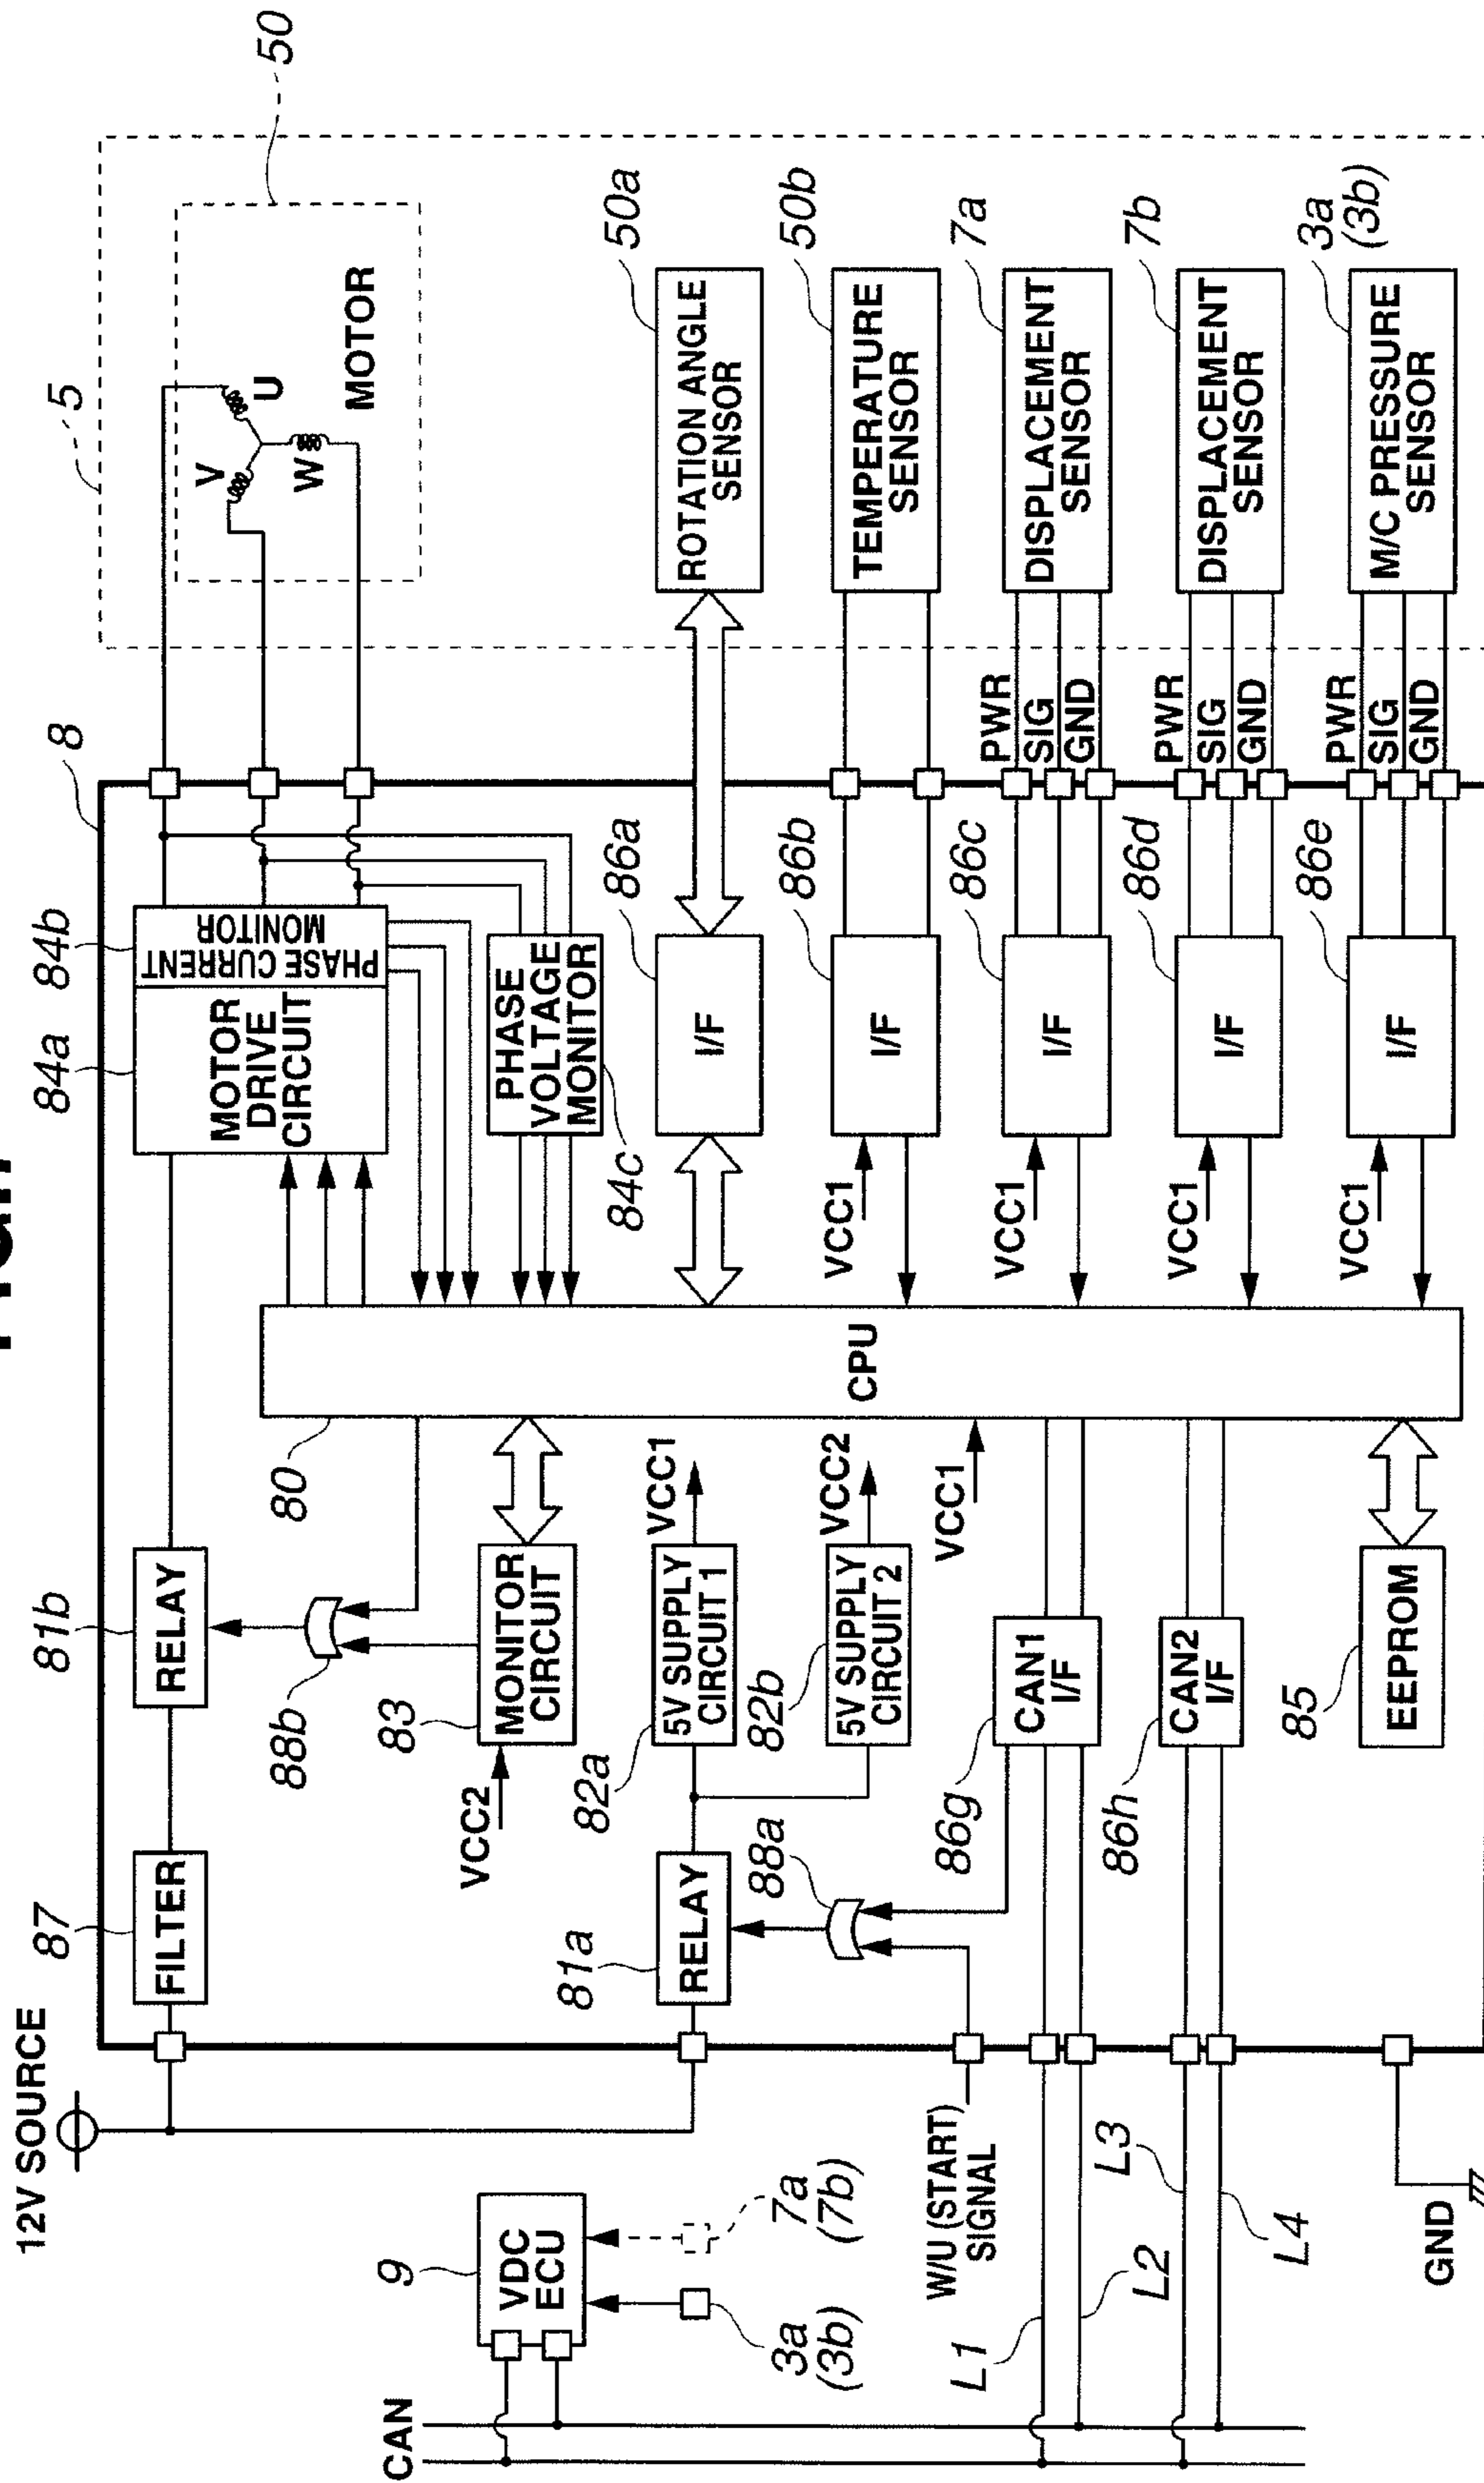 12V SOURCE
87
FILTER
81b
RELAY
84a
84b
MOTOR
DRIVE
CIRCUIT
PHASE CURRENT
MONITOR
8
5
50
V
U
W
MOTOR
88b
80
83
MONITOR
CIRCUIT
VCC2
PHASE
VOLTAGE
MONITOR
84c
81a
RELAY
82a
5V SUPPLY
CIRCUIT 1
VCC1
82b
5V SUPPLY
CIRCUIT 2
VCC2
88a
CPU
VCC1
86a
I/F
50a
ROTATION ANGLE
SENSOR
86b
I/F
VCC1
50b
TEMPERATURE
SENSOR
86c
I/F
VCC1
PWR
SIG
GND
7a
DISPLACEMENT
SENSOR
86d
I/F
VCC1
PWR
SIG
GND
7b
DISPLACEMENT
SENSOR
86e
I/F
VCC1
PWR
SIG
GND
3a
(3b)
M/C PRESSURE
SENSOR
9
VDC
ECU
7a
(7b)
3a
(3b)
CAN
W/U (START)
SIGNAL
L1
L2
L3
L4
86g
CAN1
I/F
86h
CAN2
I/F
85
EEPROM
GND